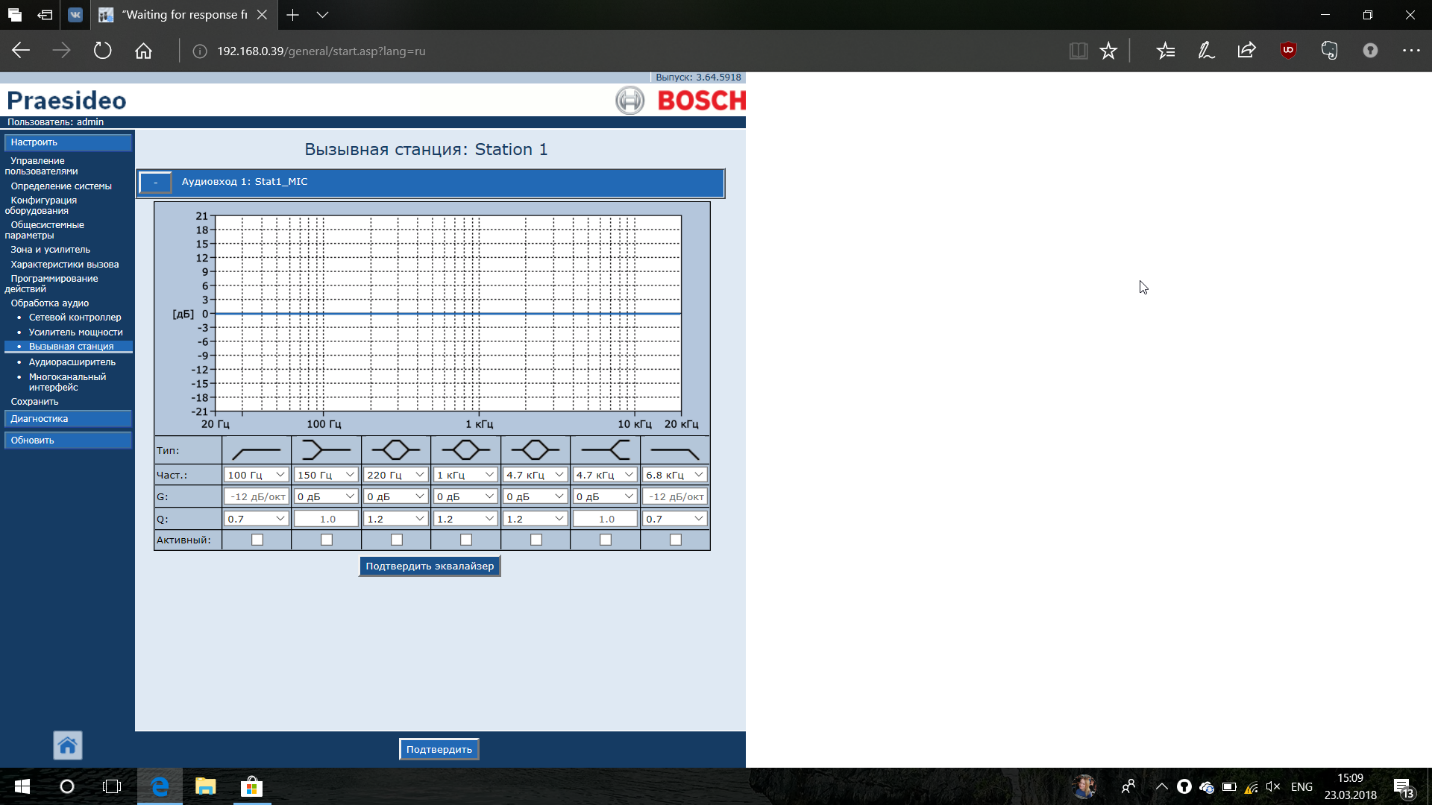 "Waiting for response fr
192.168.0.39/general/start.asp?lang=ru
Выпуск: 3.64.5918
Praesideo
BOSCH
Пользователь: admin
Настроить
Управление
пользователями
Определение системы
Конфигурация
оборудования
Общесистемные
параметры
Зона и усилитель
Характеристики вызова
Программирование
действий
Обработка аудио
• Сетевой контроллер
• Усилитель мощности
• Вызывная станция
• Аудиорасширитель
• Многоканальный
интерфейс
Сохранить
Диагностика
Обновить
Вызывная станция: Station 1
- Аудиовход 1: Stat1_MIC
21
18
15
12
9
6
3
[дБ] 0
-3
-6
-9
-12
-15
-18
-21
20 Гц 100 Гц 1 кГц 10 кГц 20 кГц
Тип:
Част.: 100 Гц 150 Гц 220 Гц 1 кГц 4.7 кГц 4.7 кГц 6.8 кГц
G: -12 дБ/окт 0 дБ 0 дБ 0 дБ 0 дБ 0 дБ -12 дБ/окт
Q: 0.7 1.0 1.2 1.2 1.2 1.0 0.7
Активный:
Подтвердить эквалайзер
Подтвердить
ENG
15:09
23.03.2018
13